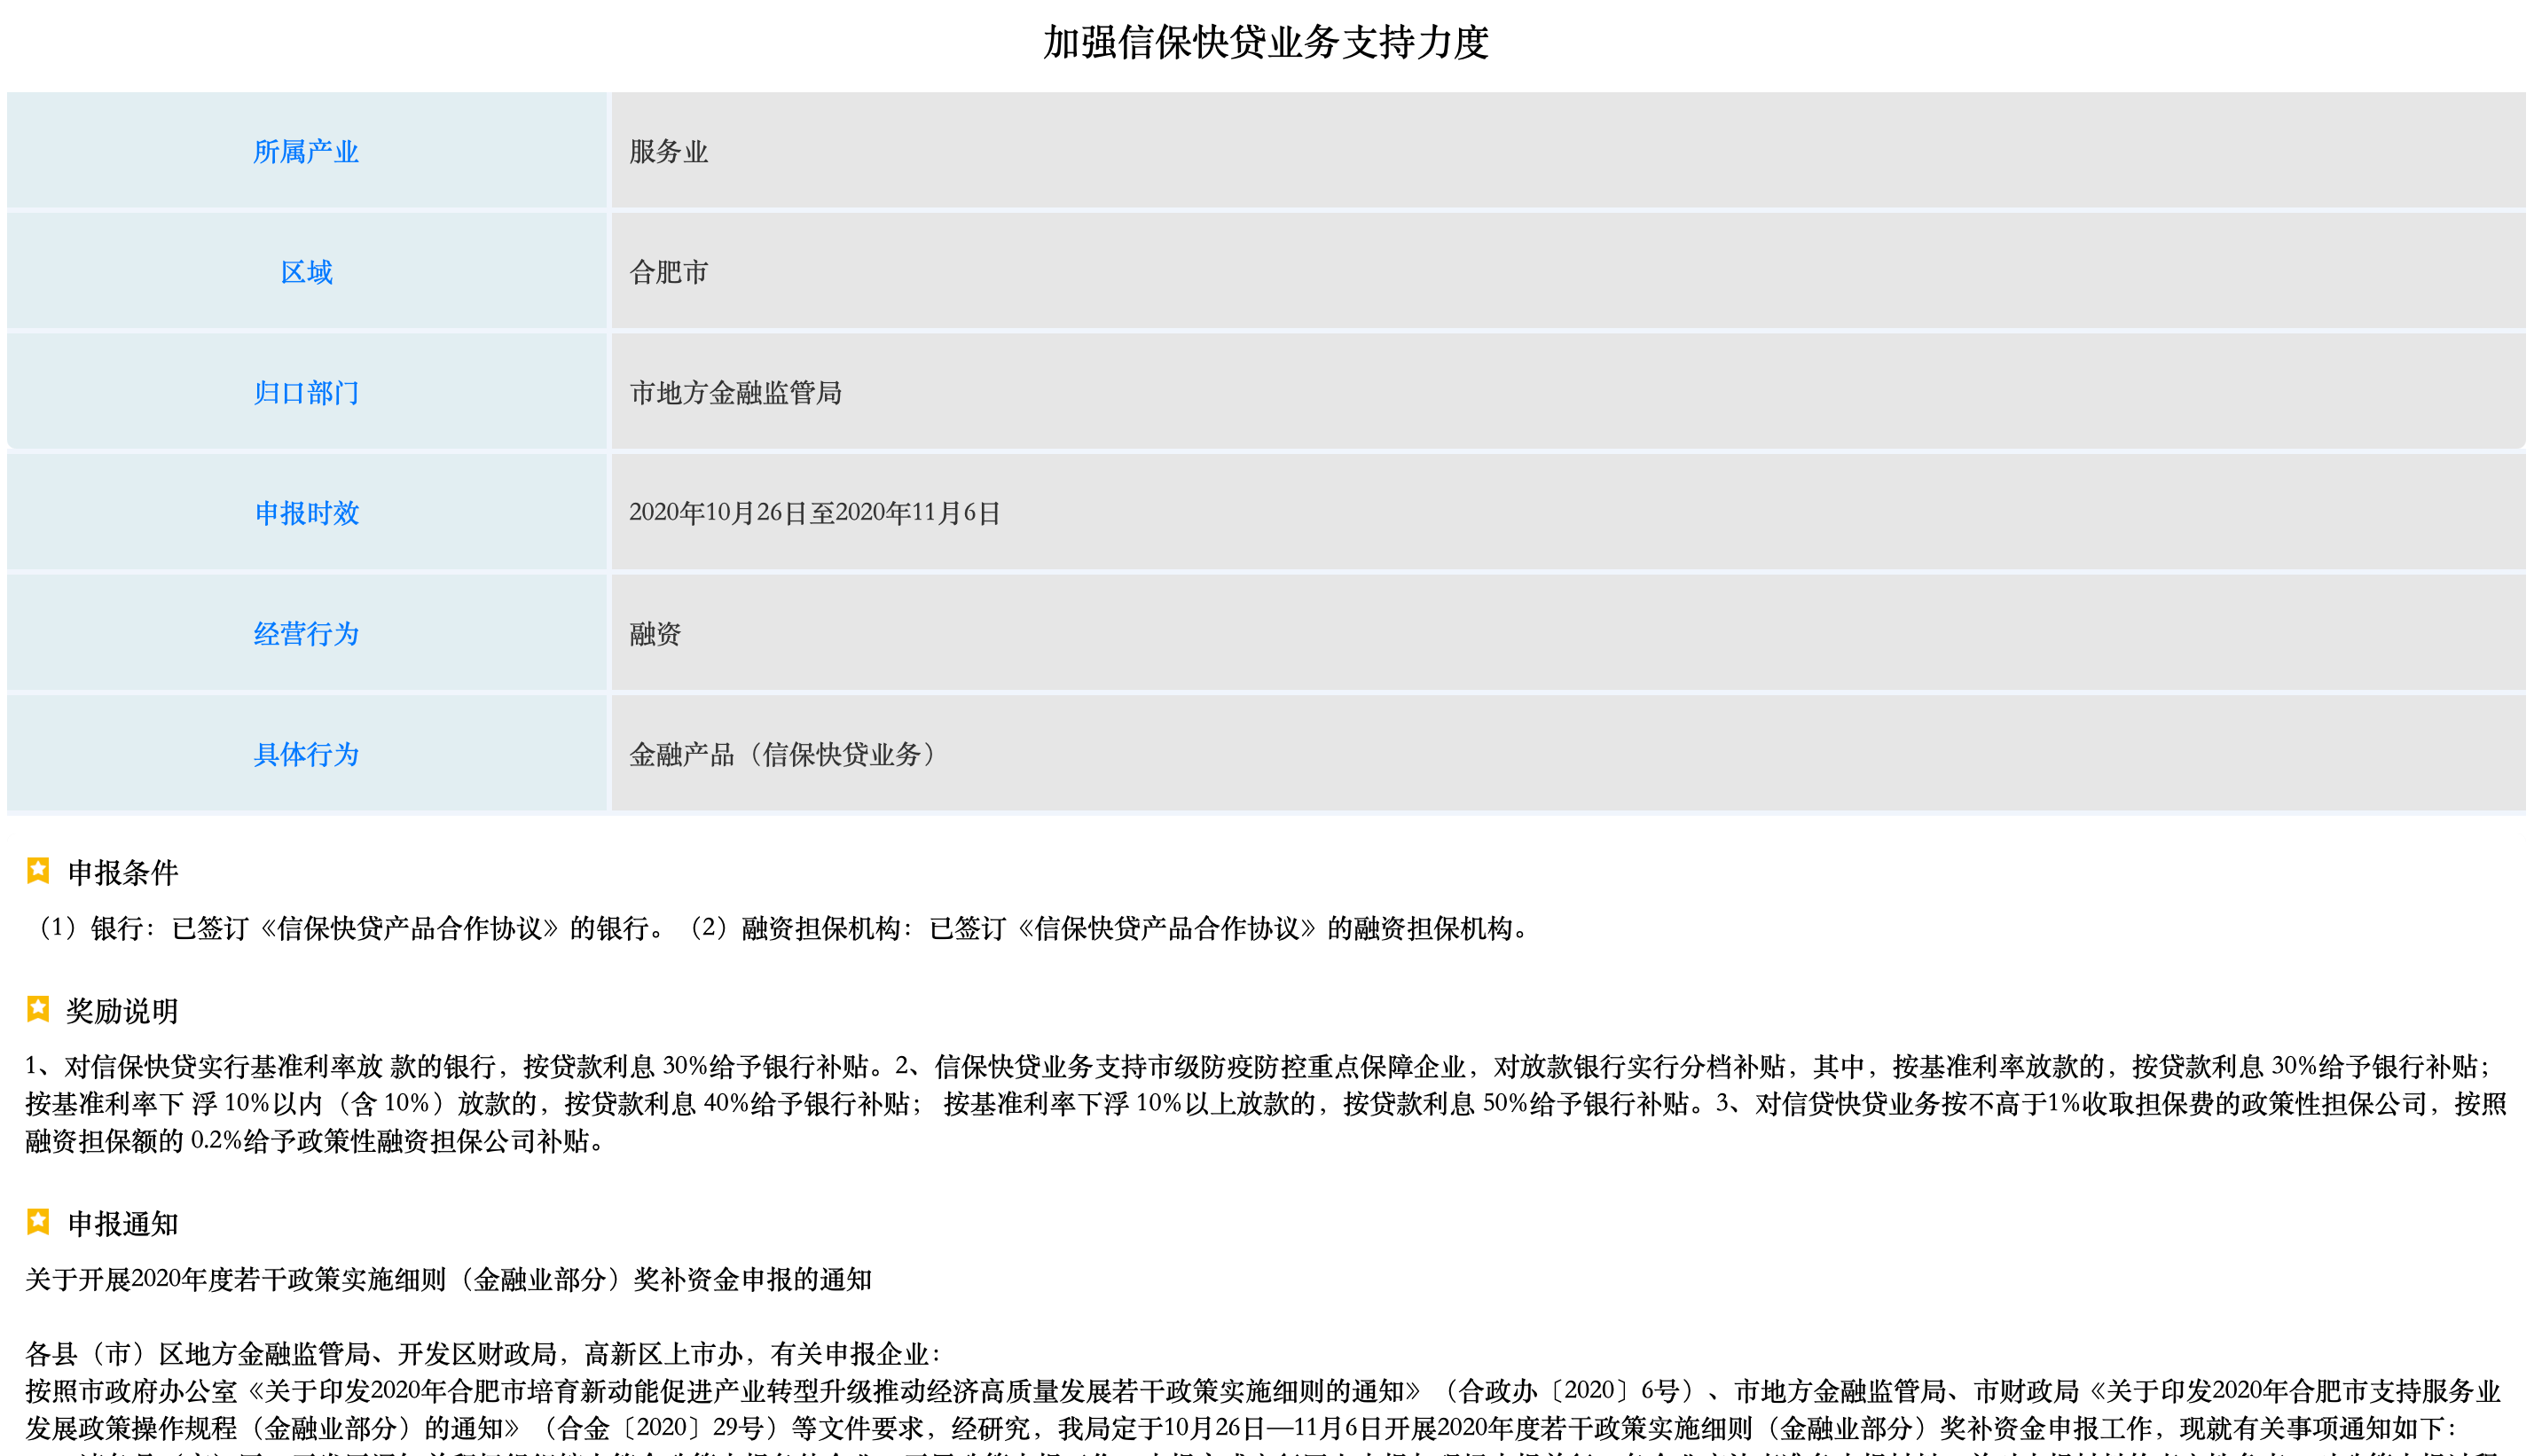 加强信保快贷业务支持力度
所属产业 服务业
区域 合肥市
归口部门 市地方金融监管局
申报时效 2020年10月26日至2020年11月6日
经营行为 融资
具体行为 金融产品（信保快贷业务）
申报条件
（1）银行：已签订《信保快贷产品合作协议》的银行。（2）融资担保机构：已签订《信保快贷产品合作协议》的融资担保机构。
奖励说明
1、对信保快贷实行基准利率放 款的银行，按贷款利息 30%给予银行补贴。2、信保快贷业务支持市级防疫防控重点保障企业，对放款银行实行分档补贴，其中，按基准利率放款的，按贷款利息 30%给予银行补贴；
按基准利率下 浮 10%以内（含 10%）放款的，按贷款利息 40%给予银行补贴； 按基准利率下浮 10%以上放款的，按贷款利息 50%给予银行补贴。3、对信贷快贷业务按不高于1%收取担保费的政策性担保公司，按照
融资担保额的 0.2%给予政策性融资担保公司补贴。
申报通知
关于开展2020年度若干政策实施细则（金融业部分）奖补资金申报的通知
各县（市）区地方金融监管局、开发区财政局，高新区上市办，有关申报企业：
按照市政府办公室《关于印发2020年合肥市培育新动能促进产业转型升级推动经济高质量发展若干政策实施细则的通知》（合政办〔2020〕6号）、市地方金融监管局、市财政局《关于印发2020年合肥市支持服务业
发展政策操作规程（金融业部分）的通知》（合金〔2020〕29号）等文件要求，经研究，我局定于10月26日—11月6日开展2020年度若干政策实施细则（金融业部分）奖补资金申报工作，现就有关事项通知如下：